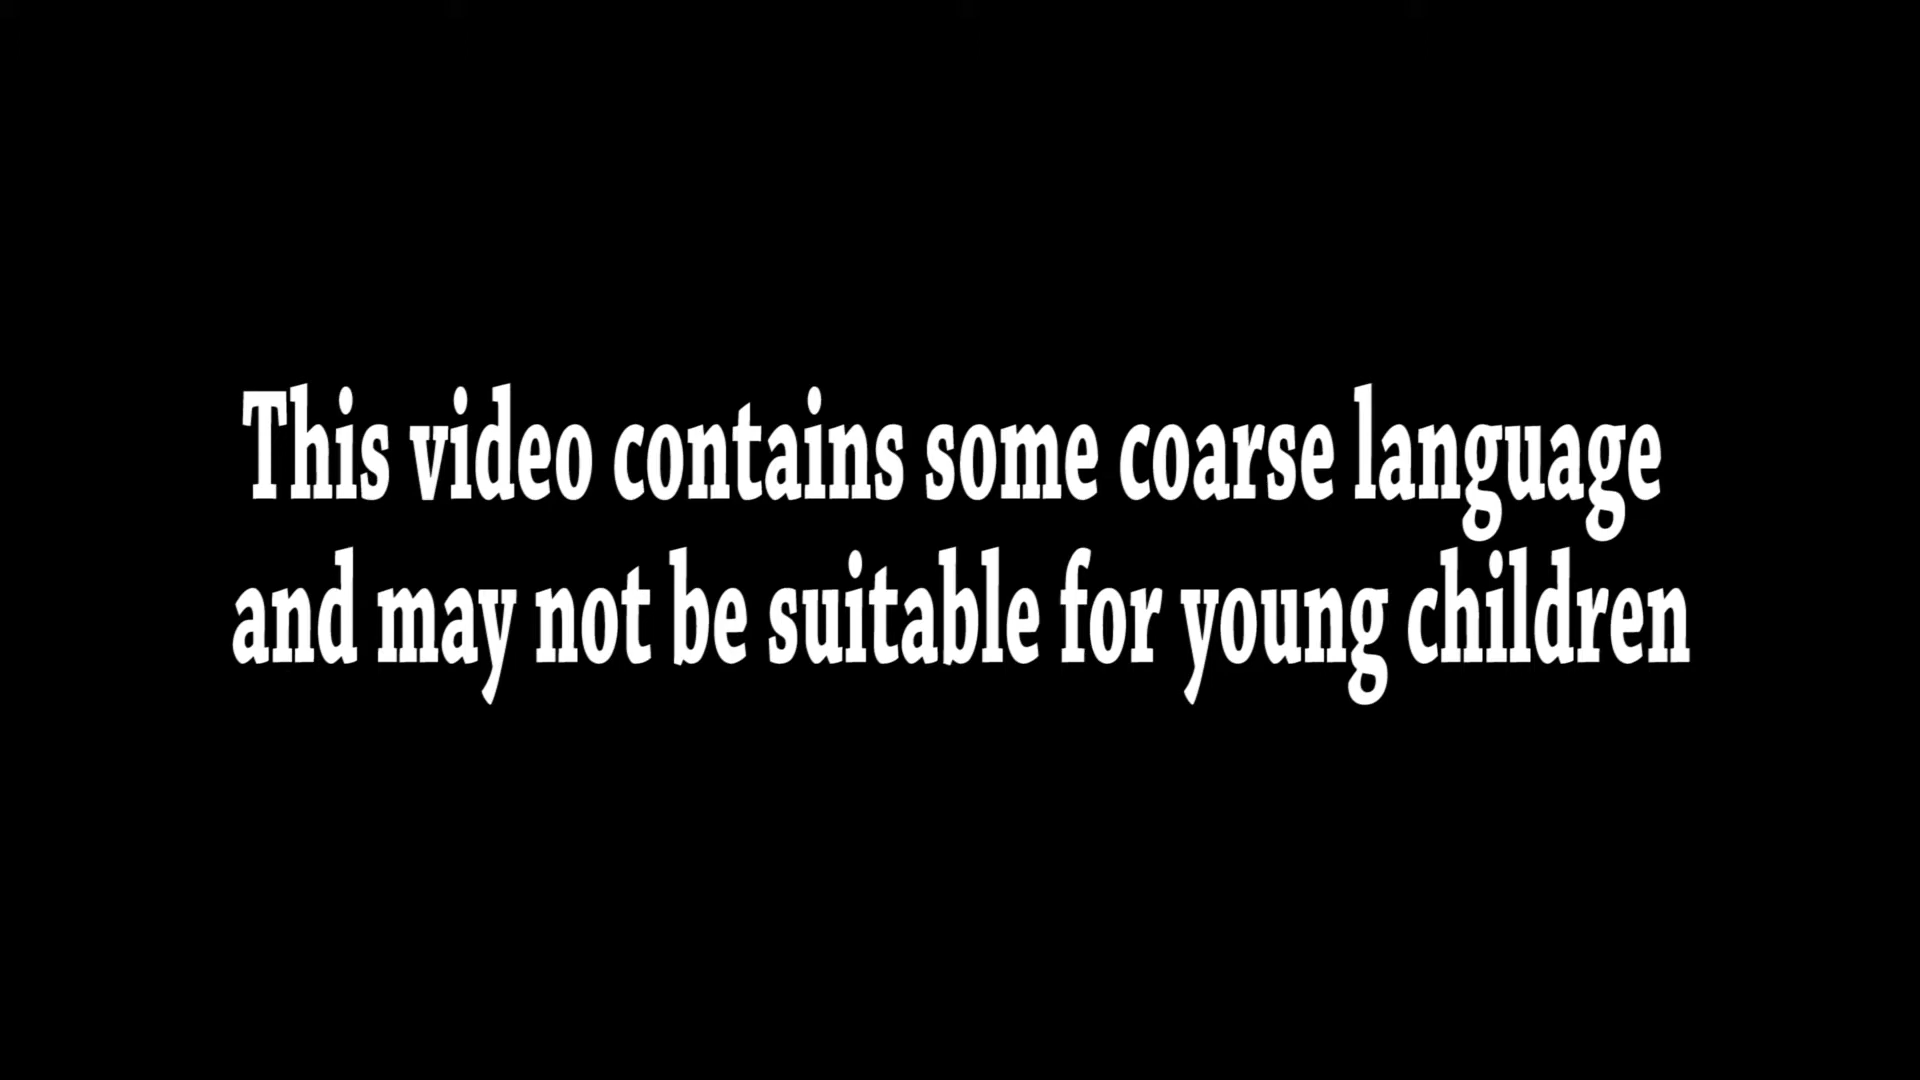 This video contains some coarse language
and may not be suitable for young children